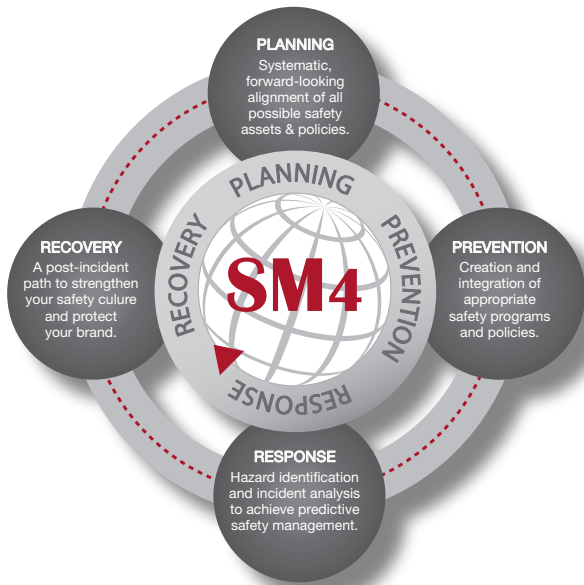 PLANNING
Systematic,
forward-looking
alignment of all
possible safety
assets & policies.
PLANNING
PREVENTION
RESPONSE
RECOVERY
SM4
RECOVERY
A post-incident
path to strengthen
your safety culure
and protect
your brand.
PREVENTION
Creation and
integration of
appropriate
safety programs
and policies.
RESPONSE
Hazard identification
and incident analysis
to achieve predictive
safety management.